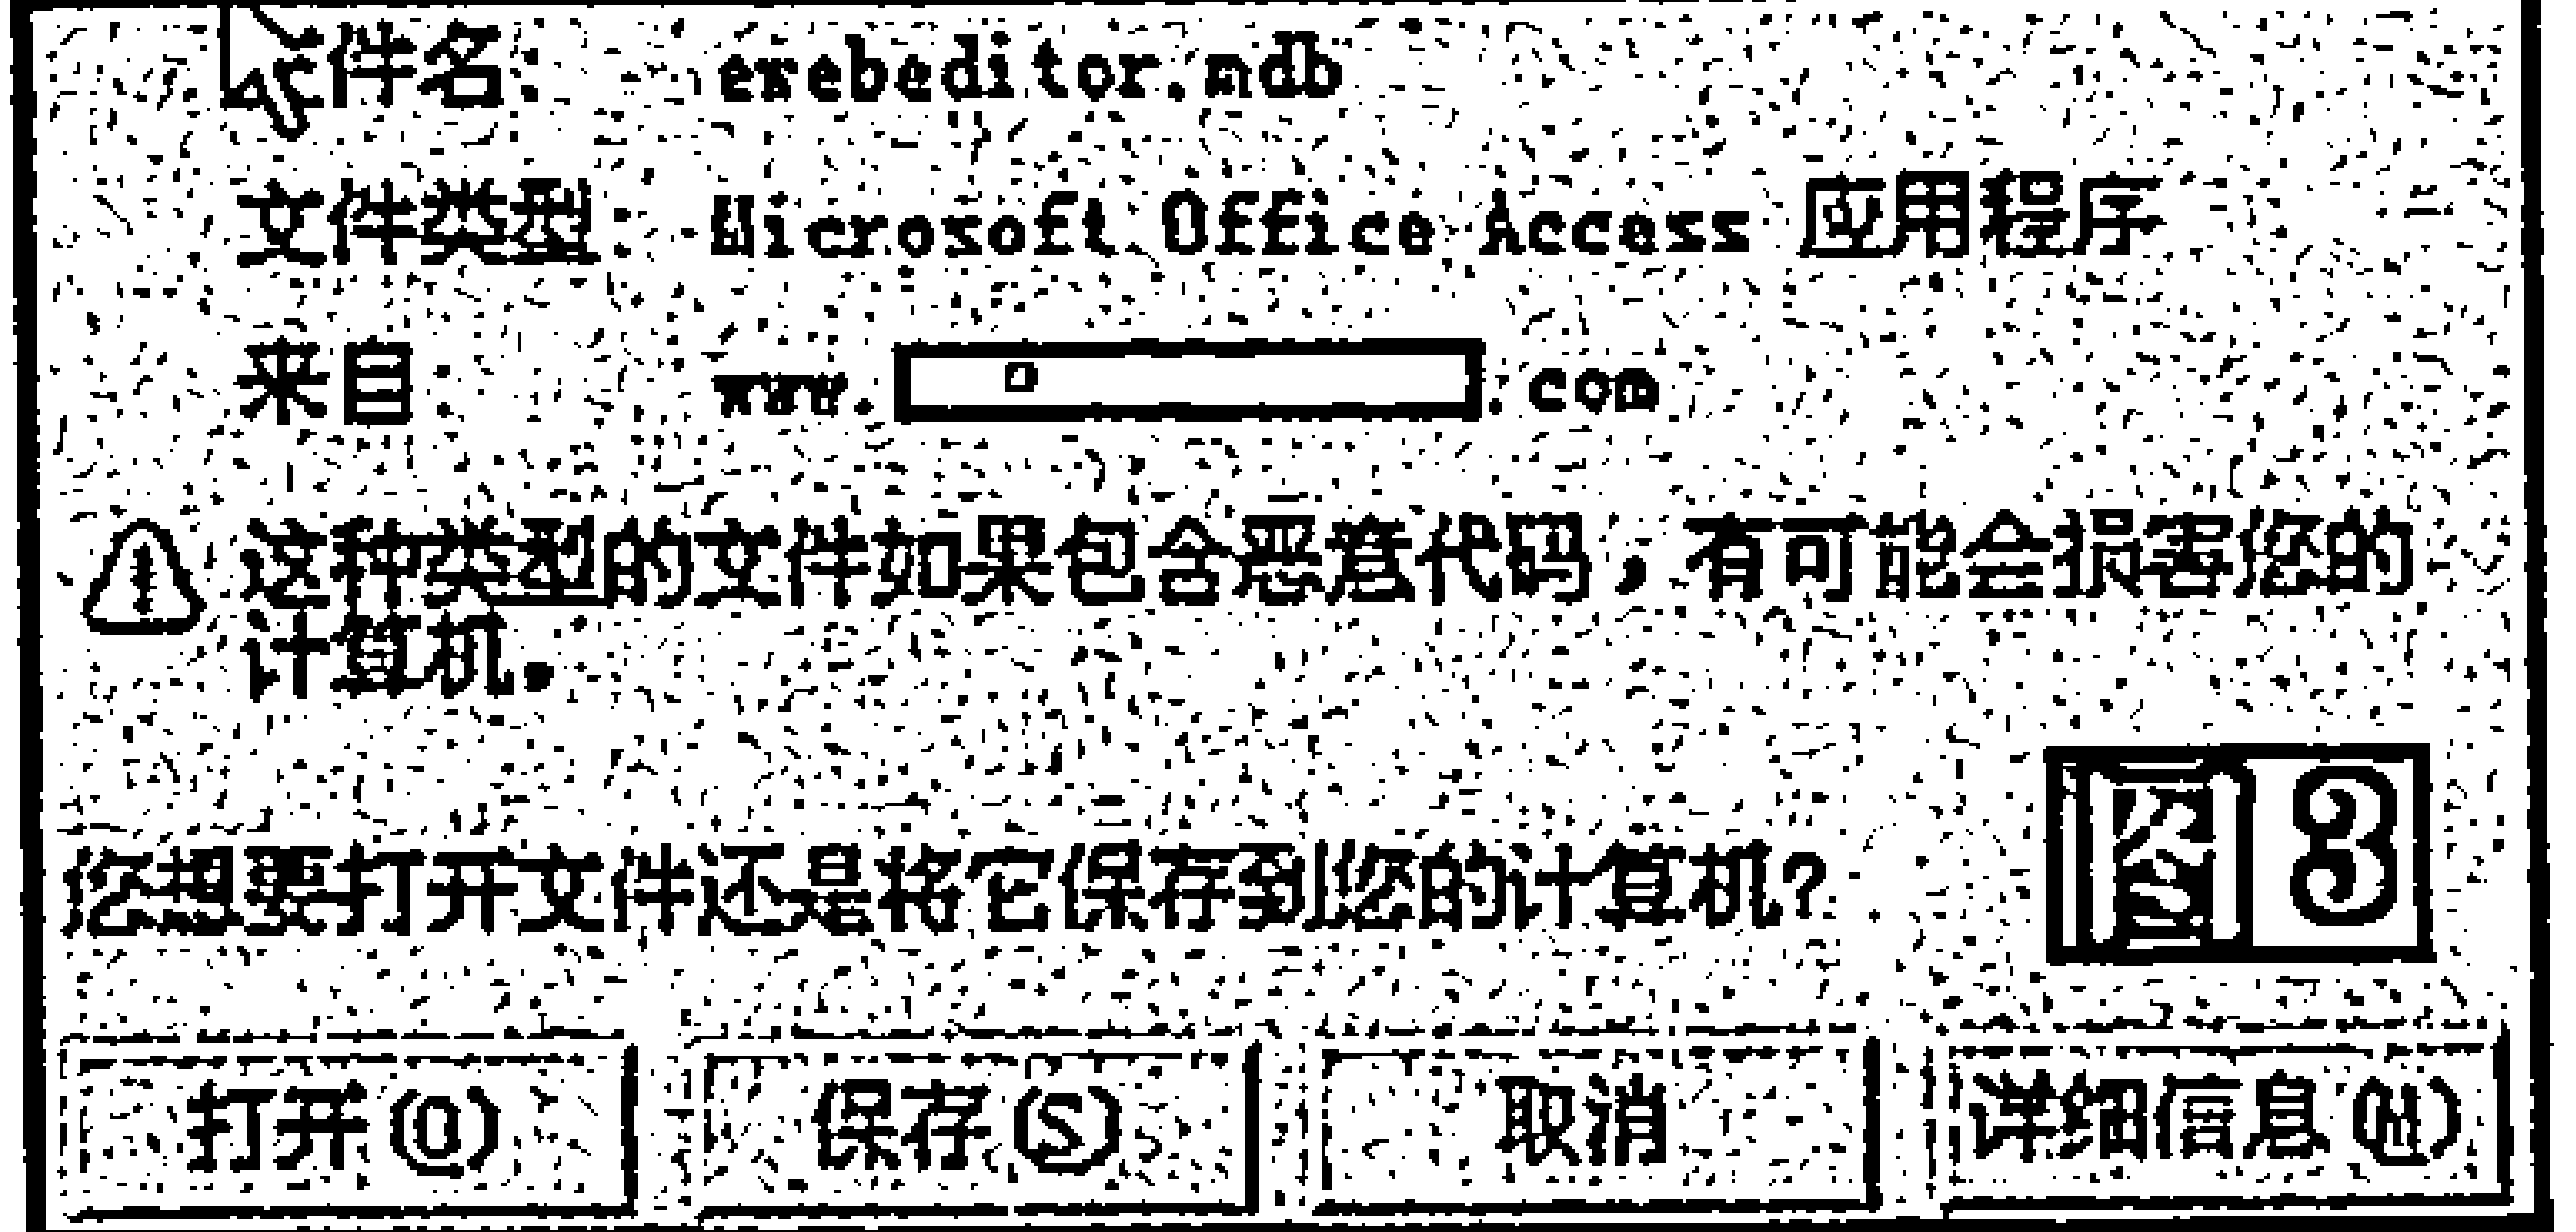 文件名: ewebeditor.mdb
文件类型: Microsoft Office Access 应用程序
来自: www. .com
这种类型的文件如果包含恶意代码，有可能会损害您的
计算机。
图3
您想要打开文件还是将它保存到您的计算机?
打开(O) 保存(S) 取消 详细信息(M)